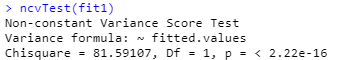 > ncvTest(fit1)
Non-constant Variance Score Test
Variance formula: ~ fitted.values
Chisquare = 81.59107, Df = 1, p = < 2.22e-16